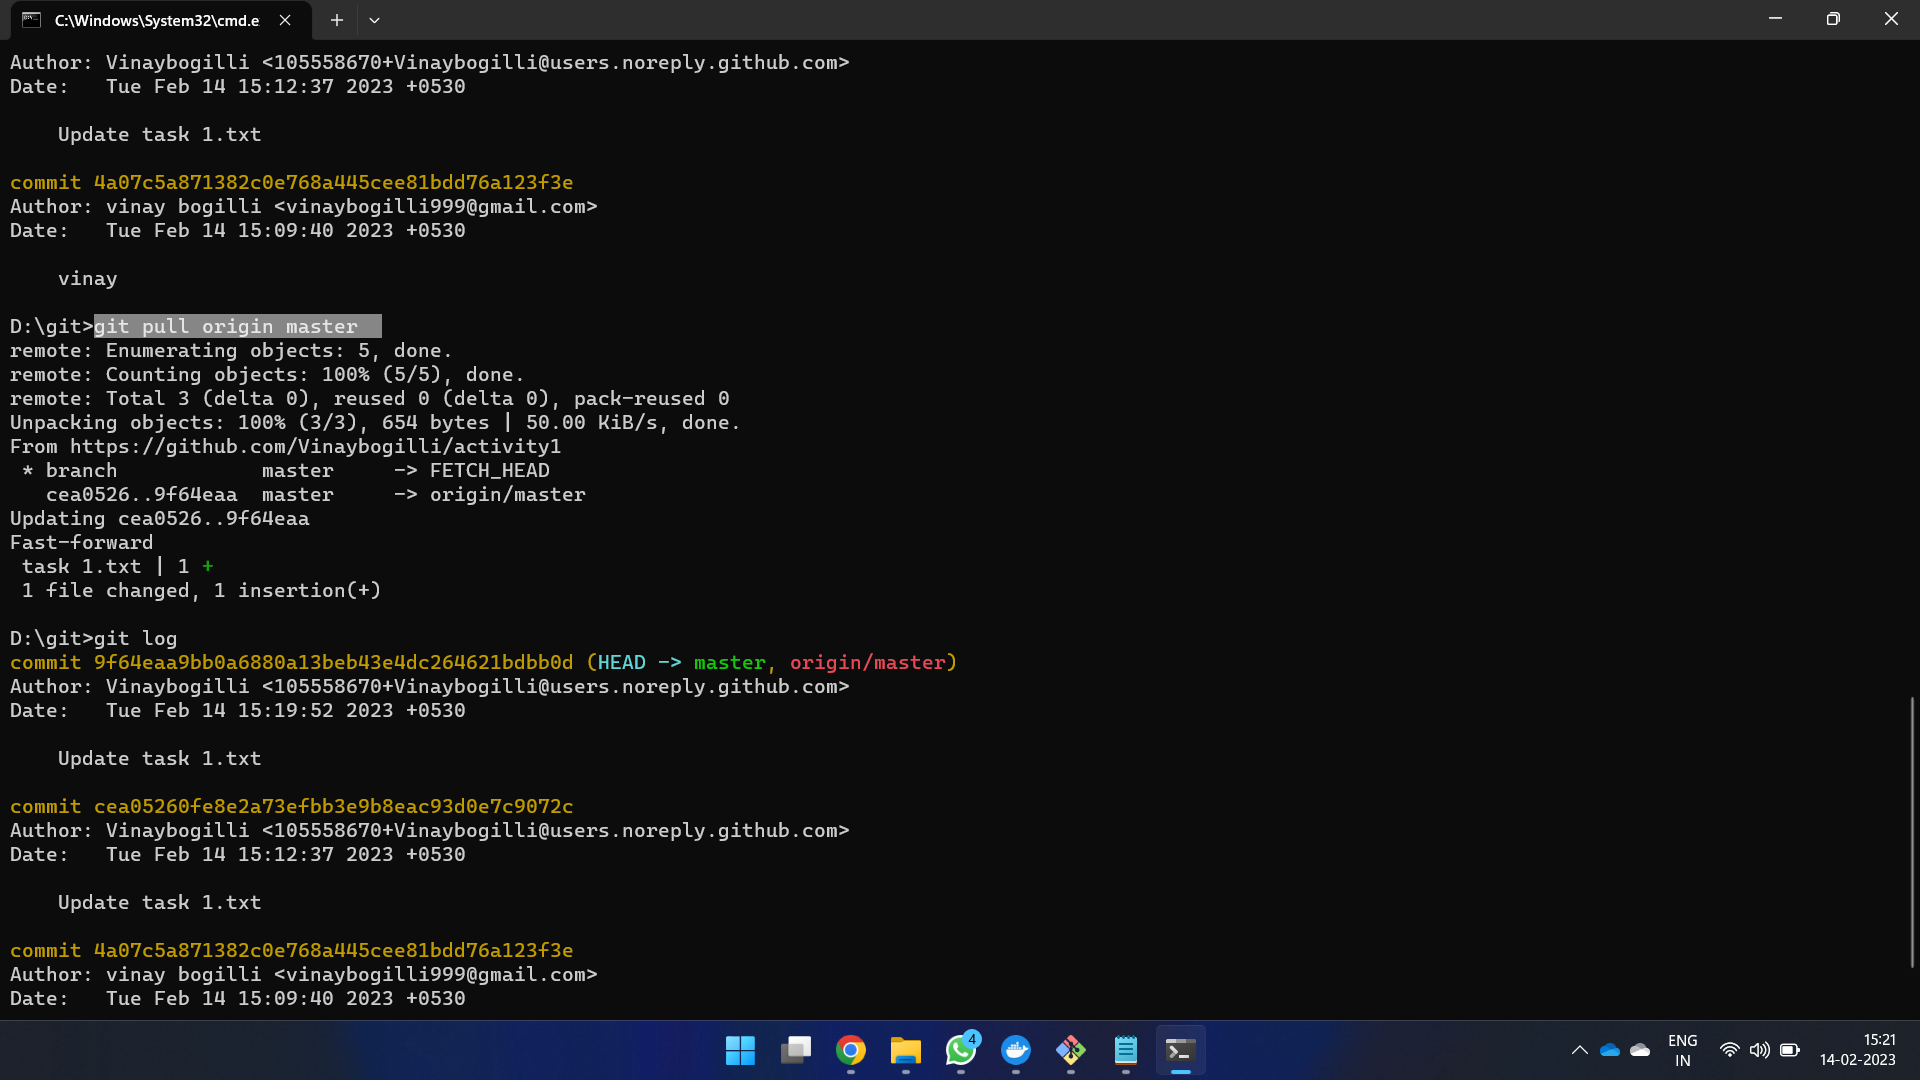 C:\Windows\System32\cmd.e
Author: Vinaybogilli <105558670+Vinaybogilli@users.noreply.github.com>
Date:   Tue Feb 14 15:12:37 2023 +0530
    Update task 1.txt
commit 4a07c5a871382c0e768a445cee81bdd76a123f3e
Author: vinay bogilli <vinaybogilli999@gmail.com>
Date:   Tue Feb 14 15:09:40 2023 +0530
    vinay
D:\git>git pull origin master
remote: Enumerating objects: 5, done.
remote: Counting objects: 100% (5/5), done.
remote: Total 3 (delta 0), reused 0 (delta 0), pack-reused 0
Unpacking objects: 100% (3/3), 654 bytes | 50.00 KiB/s, done.
From https://github.com/Vinaybogilli/activity1
 * branch            master     -> FETCH_HEAD
   cea0526..9f64eaa  master     -> origin/master
Updating cea0526..9f64eaa
Fast-forward
 task 1.txt | 1 +
 1 file changed, 1 insertion(+)
D:\git>git log
commit 9f64eaa9bb0a6880a13beb43e4dc264621bdbb0d (HEAD -> master, origin/master)
Author: Vinaybogilli <105558670+Vinaybogilli@users.noreply.github.com>
Date:   Tue Feb 14 15:19:52 2023 +0530
    Update task 1.txt
commit cea05260fe8e2a73efbb3e9b8eac93d0e7c9072c
Author: Vinaybogilli <105558670+Vinaybogilli@users.noreply.github.com>
Date:   Tue Feb 14 15:12:37 2023 +0530
    Update task 1.txt
commit 4a07c5a871382c0e768a445cee81bdd76a123f3e
Author: vinay bogilli <vinaybogilli999@gmail.com>
Date:   Tue Feb 14 15:09:40 2023 +0530
4
ENG
IN
15:21
14-02-2023